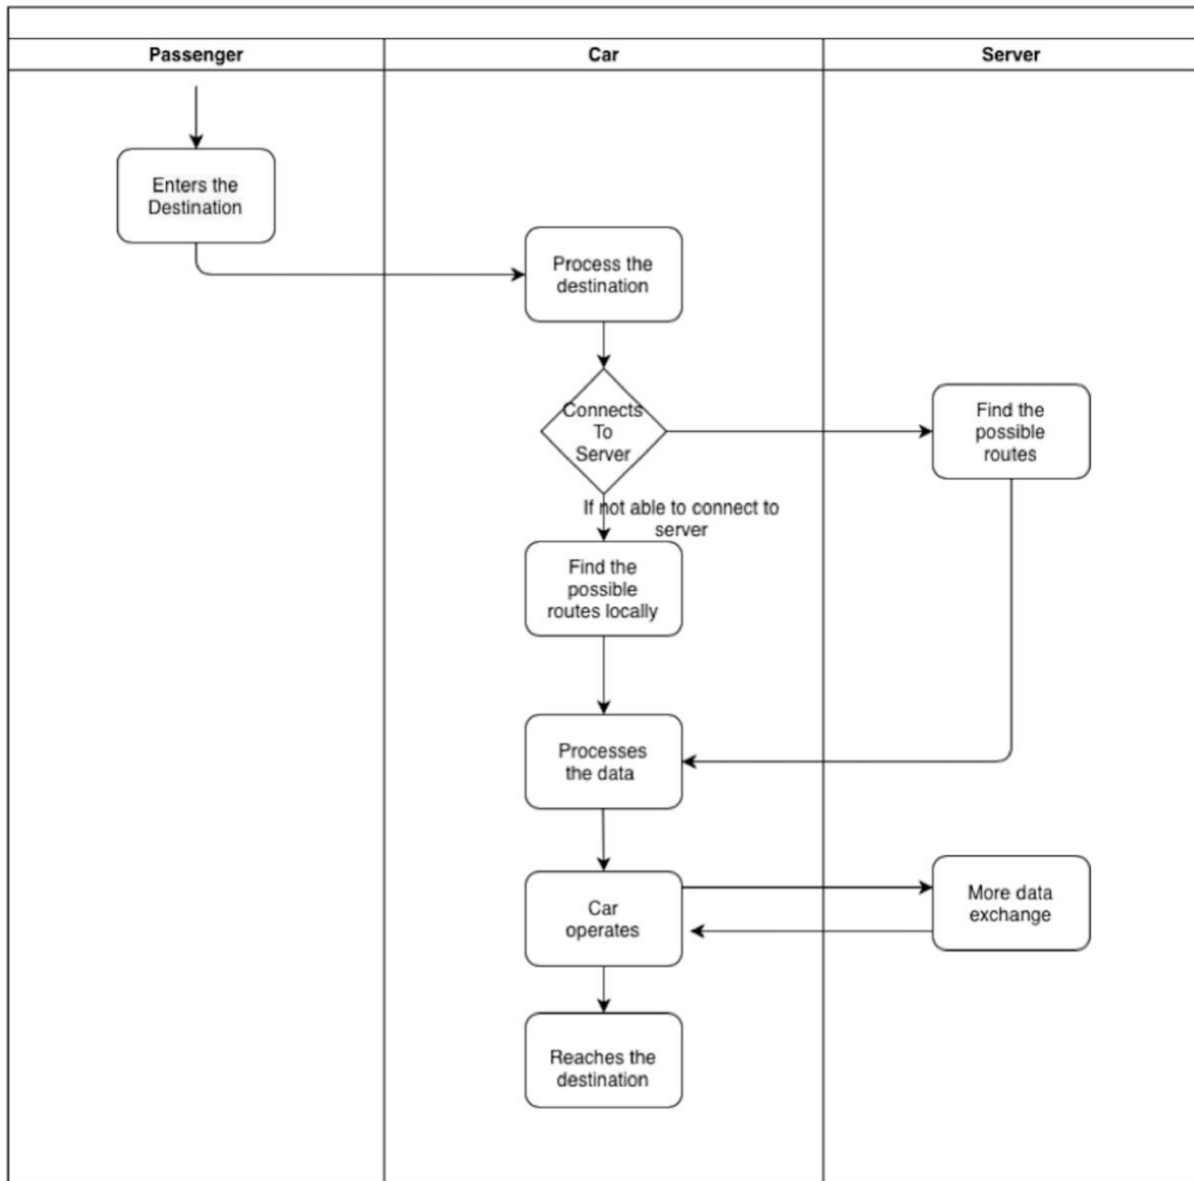 Passenger
Car
Server
Enters the
Destination
Process the
destination
Connects
To
Server
Find the
possible
routes
If not able to connect to
server
Find the
possible
routes locally
Processes
the data
Car
operates
More data
exchange
Reaches the
destination